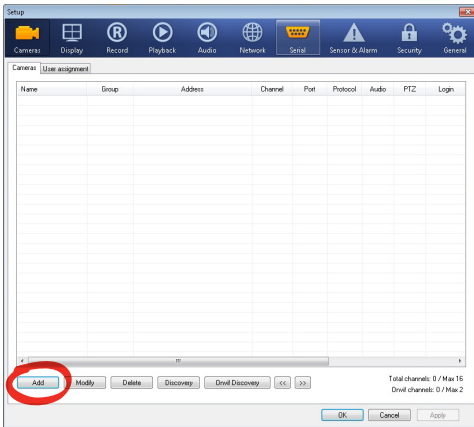 Setup
Cameras Display Record Playback Audio Network Serial Sensor & Alarm Security General
Cameras User assignment
Name Group Address Channel Port Protocol Audio PTZ Login
Add Modify Delete Discovery Onvif Discovery << >>
Total channels: 0 / Max 16
Onvif channels: 0 / Max 2
OK Cancel Apply